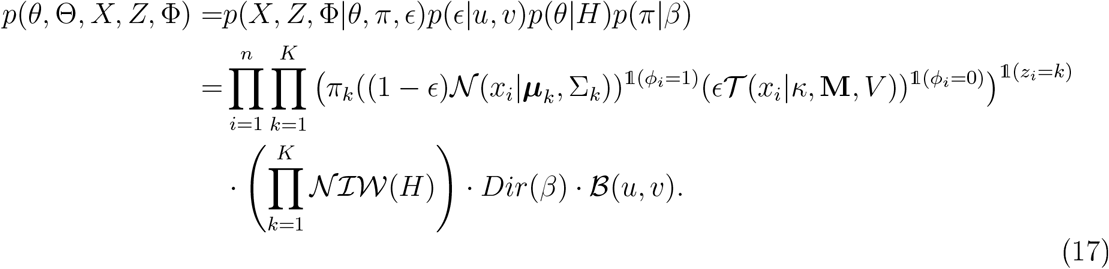 p(θ, Θ, X, Z, Φ) = p(X, Z, Φ|θ, π, ϵ)p(ϵ|u, v)p(θ|H)p(π|β)
= ∏_{i=1}^{n} ∏_{k=1}^{K} (π_k((1 − ϵ)𝒩(x_i|𝝁_k, Σ_k))^{𝟙(ϕ_i=1)}(ϵ𝒯(x_i|κ, 𝐌, V))^{𝟙(ϕ_i=0)})^{𝟙(z_i=k)}
· (∏_{k=1}^{K} 𝒩ℐ𝒲(H)) · Dir(β) · ℬ(u, v).
(17)